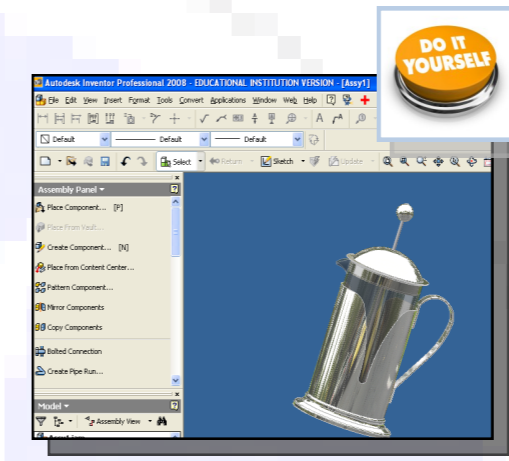 DO IT
YOURSELF
Autodesk Inventor Professional 2008 - EDUCATIONAL INSTITUTION VERSION - [Assy1]
File Edit View Insert Format Tools Convert Applications Window Web Help
Default Default Default
Select Return Sketch Update
Assembly Panel
Place Component... [P]
Place From Vault...
Create Component... [N]
Place from Content Center...
Pattern Component...
Mirror Components
Copy Components
Bolted Connection
Create Pipe Run...
Model
Assembly View